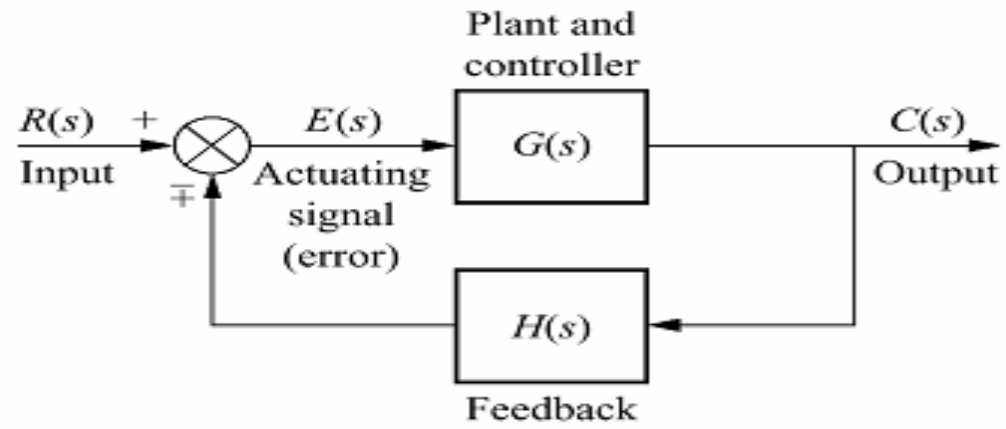 Plant and
controller
R(s) +
E(s)
G(s)
C(s)
Input
∓
Actuating
signal
(error)
Output
H(s)
Feedback